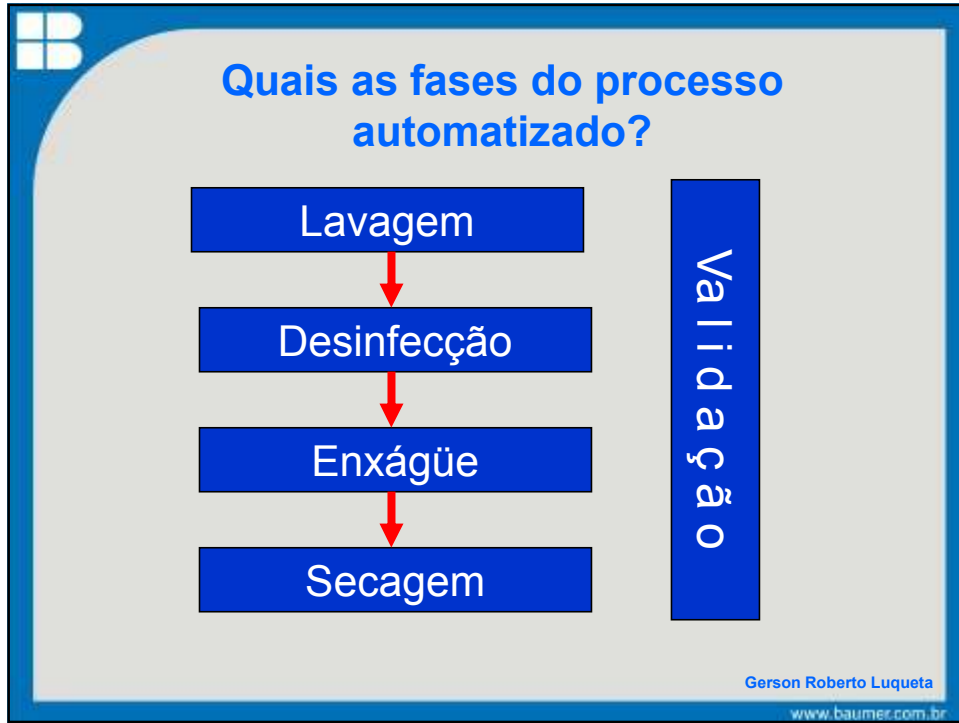 Quais as fases do processo
automatizado?
Lavagem
Desinfecção
Enxágüe
Secagem
Validação
Gerson Roberto Luqueta
www.baumer.com.br